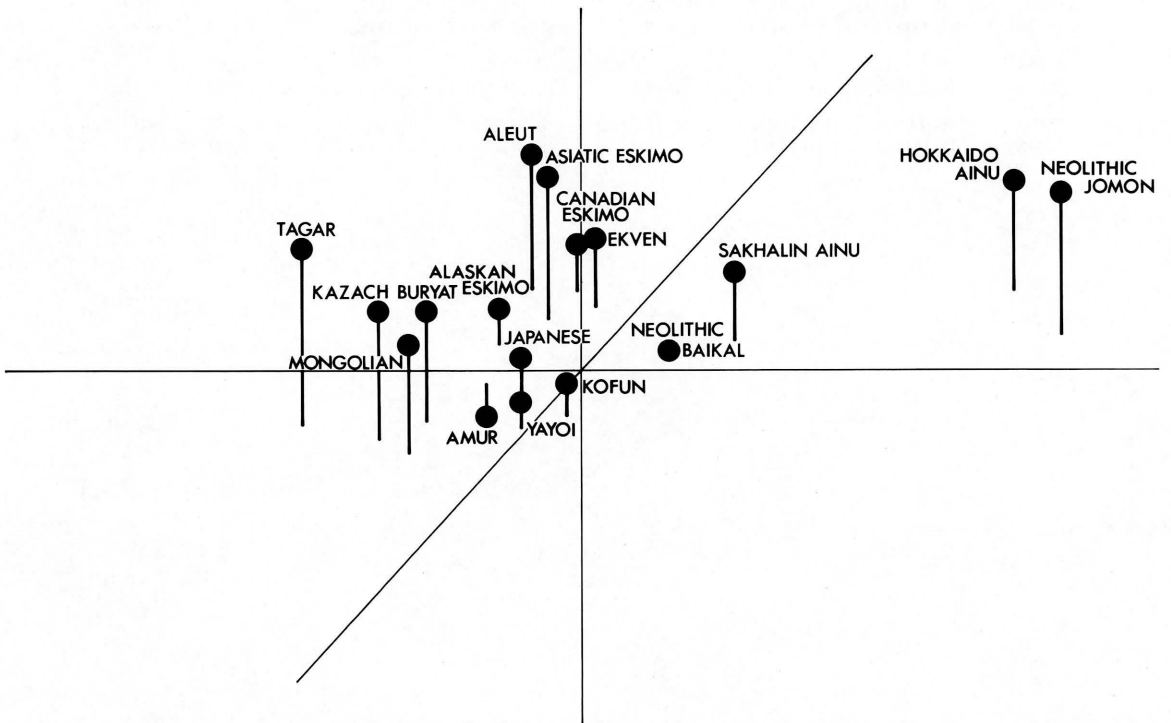 ALEUT
ASIATIC ESKIMO
HOKKAIDO
AINU
NEOLITHIC
JOMON
CANADIAN
ESKIMO
TAGAR
EKVEN
SAKHALIN AINU
ALASKAN
ESKIMO
KAZACH BURYAT
JAPANESE
NEOLITHIC
BAIKAL
MONGOLIAN
KOFUN
AMUR
YAYOI